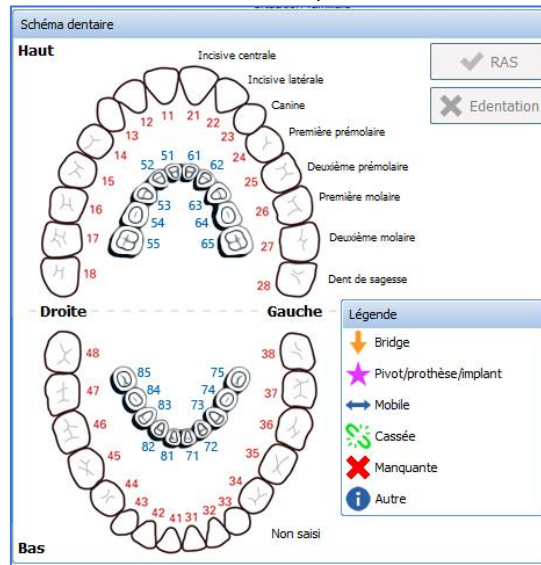 Schéma dentaire
Haut
RAS
Edentation
Incisive centrale
Incisive latérale
Canine
Première prémolaire
Deuxième prémolaire
Première molaire
Deuxième molaire
Dent de sagesse
12 11 21 22
13 23
14 24
15 25
16 26
17 27
18 28
51 61
52 62
53 63
54 64
55 65
Droite
Gauche
48 38
47 37
46 36
45 35
44 34
43 33
42 41 31 32
85 75
84 74
83 73
82 72
81 71
Légende
Bridge
Pivot/prothèse/implant
Mobile
Cassée
Manquante
Autre
Non saisi
Bas